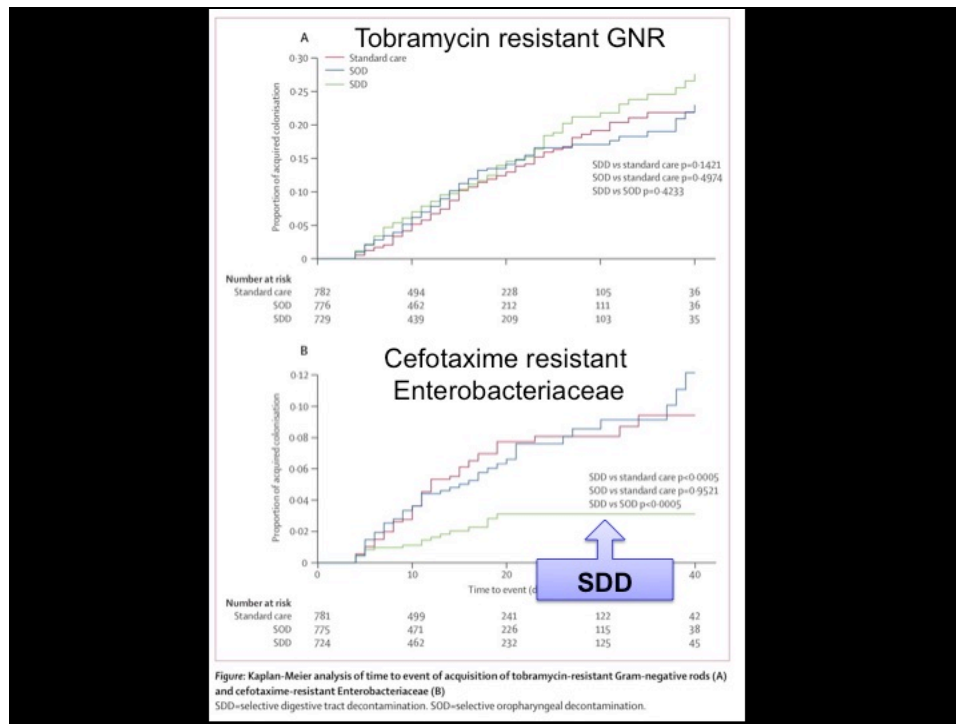 A
Tobramycin resistant GNR
0·30
Standard care
SOD
SDD
0·25
0·20
0·15
0·10
0·05
0
Proportion of acquired colonisation
SDD vs standard care p=0·1421
SOD vs standard care p=0·4974
SDD vs SOD p=0·4233
Number at risk
Standard care 782 494 228 105 36
SOD 776 462 212 111 36
SDD 729 439 209 103 35
B
Cefotaxime resistant
Enterobacteriaceae
0·12
0·10
0·08
0·06
0·04
0·02
0
Proportion of acquired colonisation
SDD vs standard care p<0·0005
SOD vs standard care p=0·9521
SDD vs SOD p<0·0005
SDD
0 10 20 40
Time to event (d
Number at risk
Standard care 781 499 241 122 42
SOD 775 471 226 115 38
SDD 724 462 232 125 45
Figure: Kaplan-Meier analysis of time to event of acquisition of tobramycin-resistant Gram-negative rods (A)
and cefotaxime-resistant Enterobacteriaceae (B)
SDD=selective digestive tract decontamination. SOD=selective oropharyngeal decontamination.